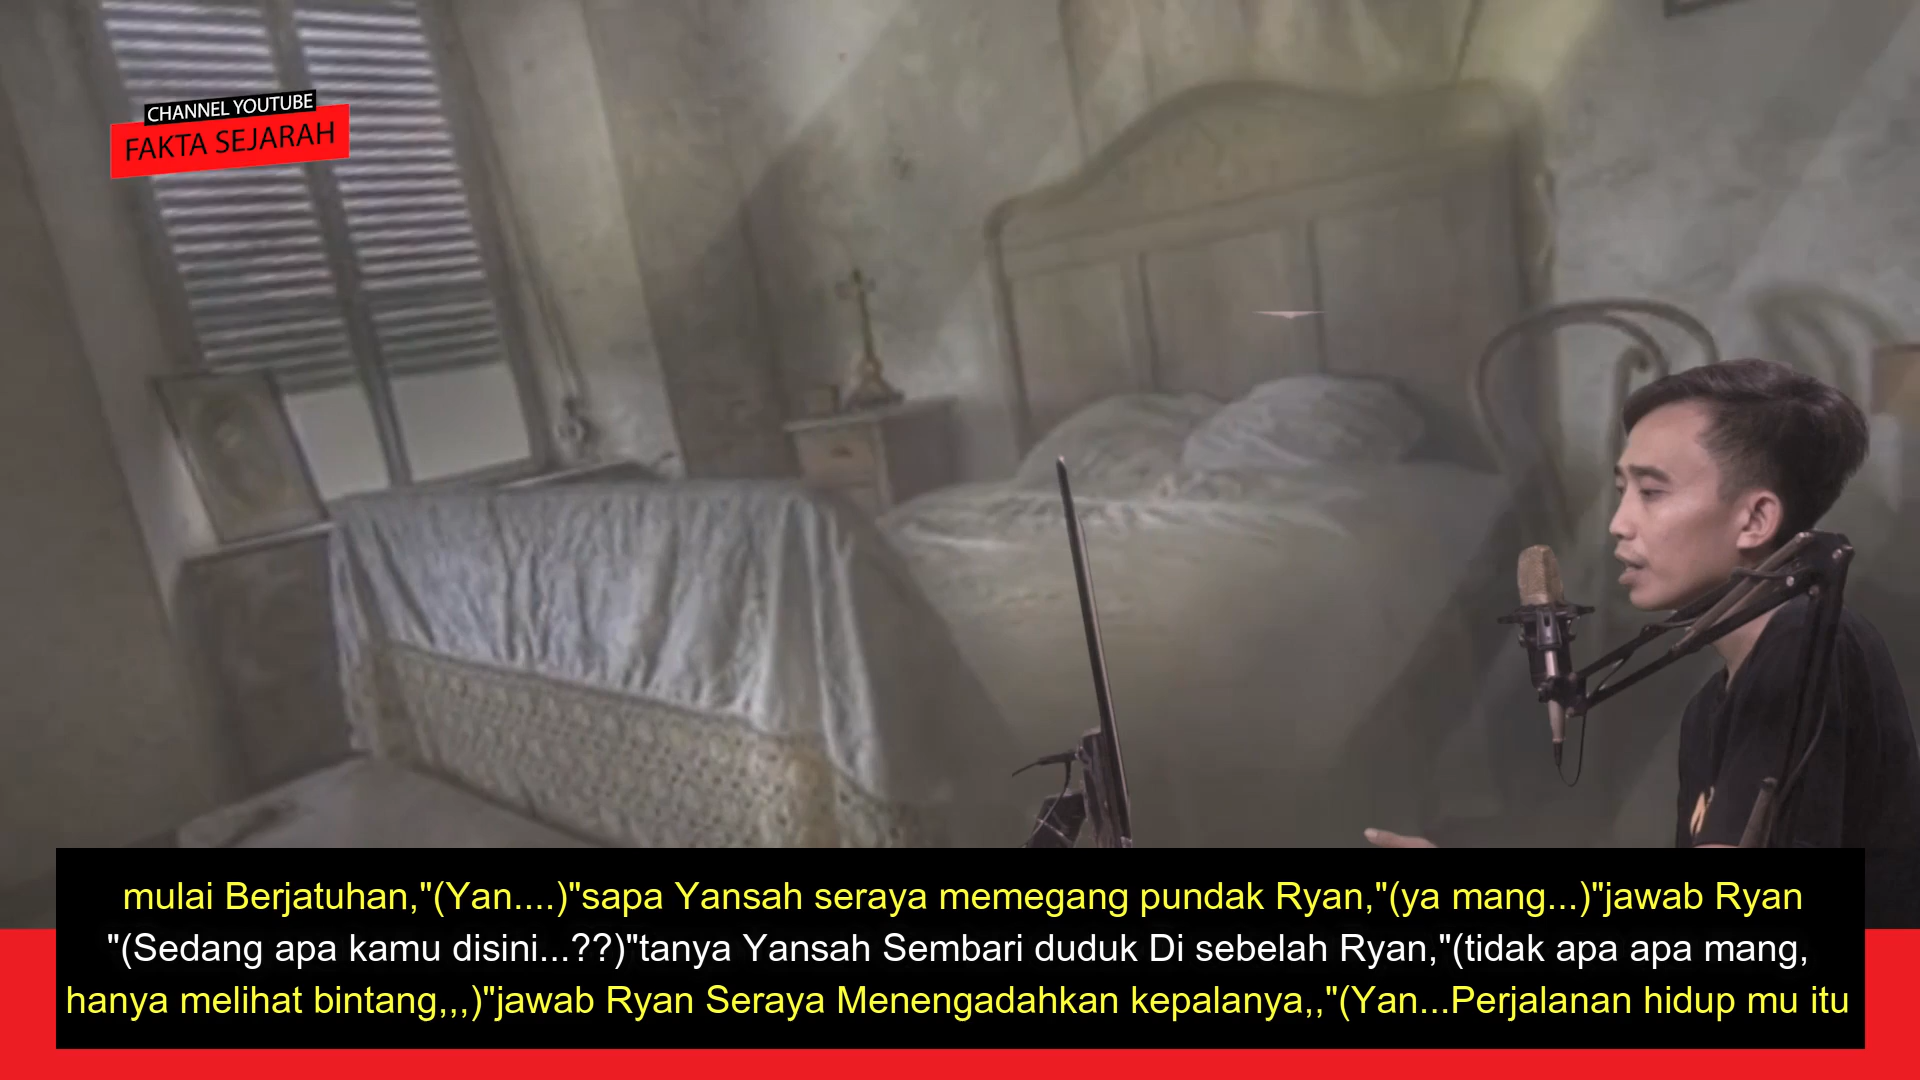 CHANNEL YOUTUBE
FAKTA SEJARAH
mulai Berjatuhan,"(Yan....)"sapa Yansah seraya memegang pundak Ryan,"(ya mang...)"jawab Ryan
"(Sedang apa kamu disini...??)"tanya Yansah Sembari duduk Di sebelah Ryan,"(tidak apa apa mang,
hanya melihat bintang,,,)"jawab Ryan Seraya Menengadahkan kepalanya,,"(Yan...Perjalanan hidup mu itu